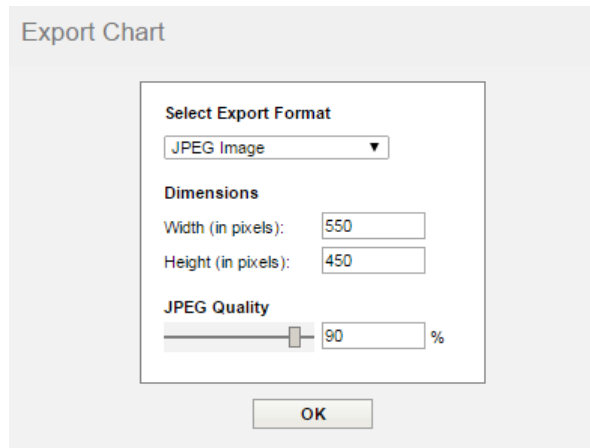 Export Chart
Select Export Format
JPEG Image
Dimensions
Width (in pixels): 550
Height (in pixels): 450
JPEG Quality
90 %
OK